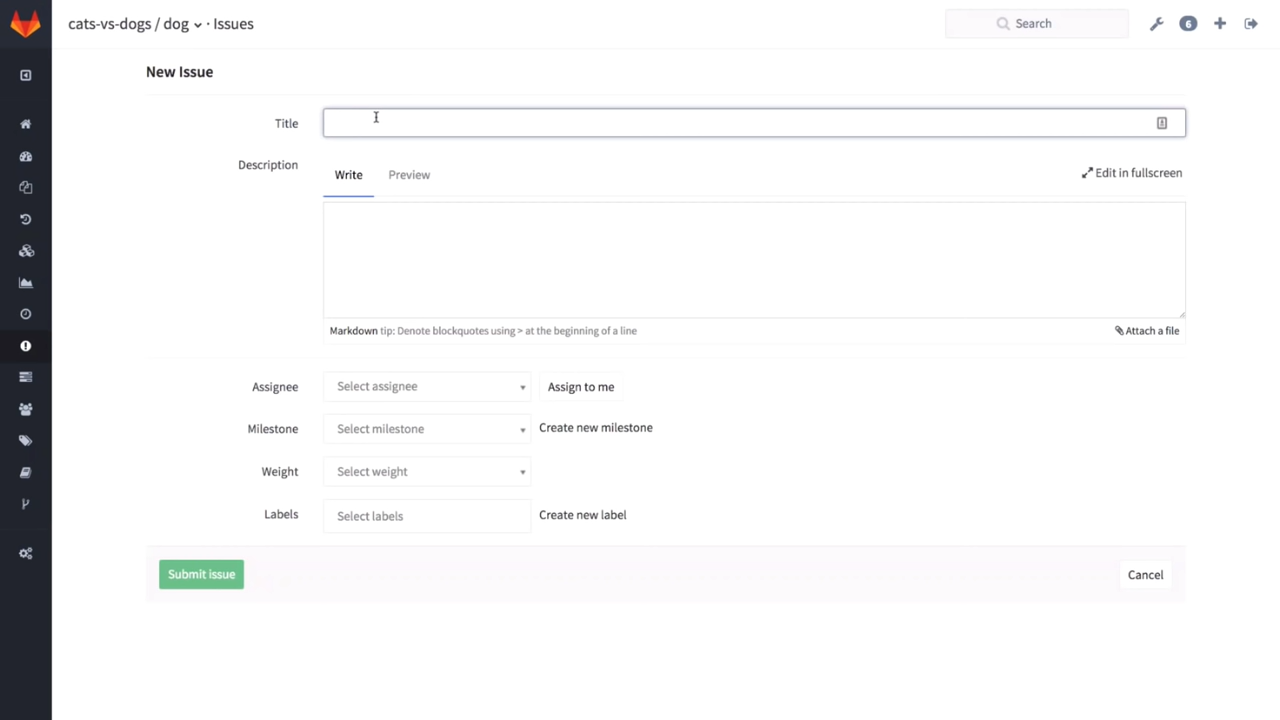 cats-vs-dogs / dog · Issues
Search
6
New Issue
Title
Description
Write Preview
Edit in fullscreen
Markdown tip: Denote blockquotes using > at the beginning of a line
Attach a file
Assignee Select assignee Assign to me
Milestone Select milestone Create new milestone
Weight Select weight
Labels Select labels Create new label
Submit issue Cancel